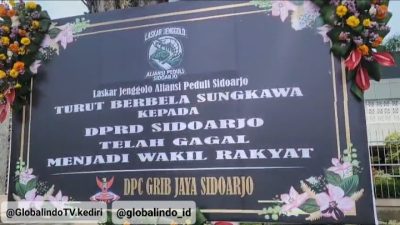 LASKAR JENGGOLO
ALIANSI PEDULI
SIDOARJO
Laskar Jenggolo Aliansi Peduli Sidoarjo
TURUT BERBELA SUNGKAWA
KEPADA
DPRD SIDOARJO
TELAH GAGAL
MENJADI WAKIL RAKYAT
DPC GRIB JAYA SIDOARJO
@GlobalindoTV.kediri
@globalindo_id